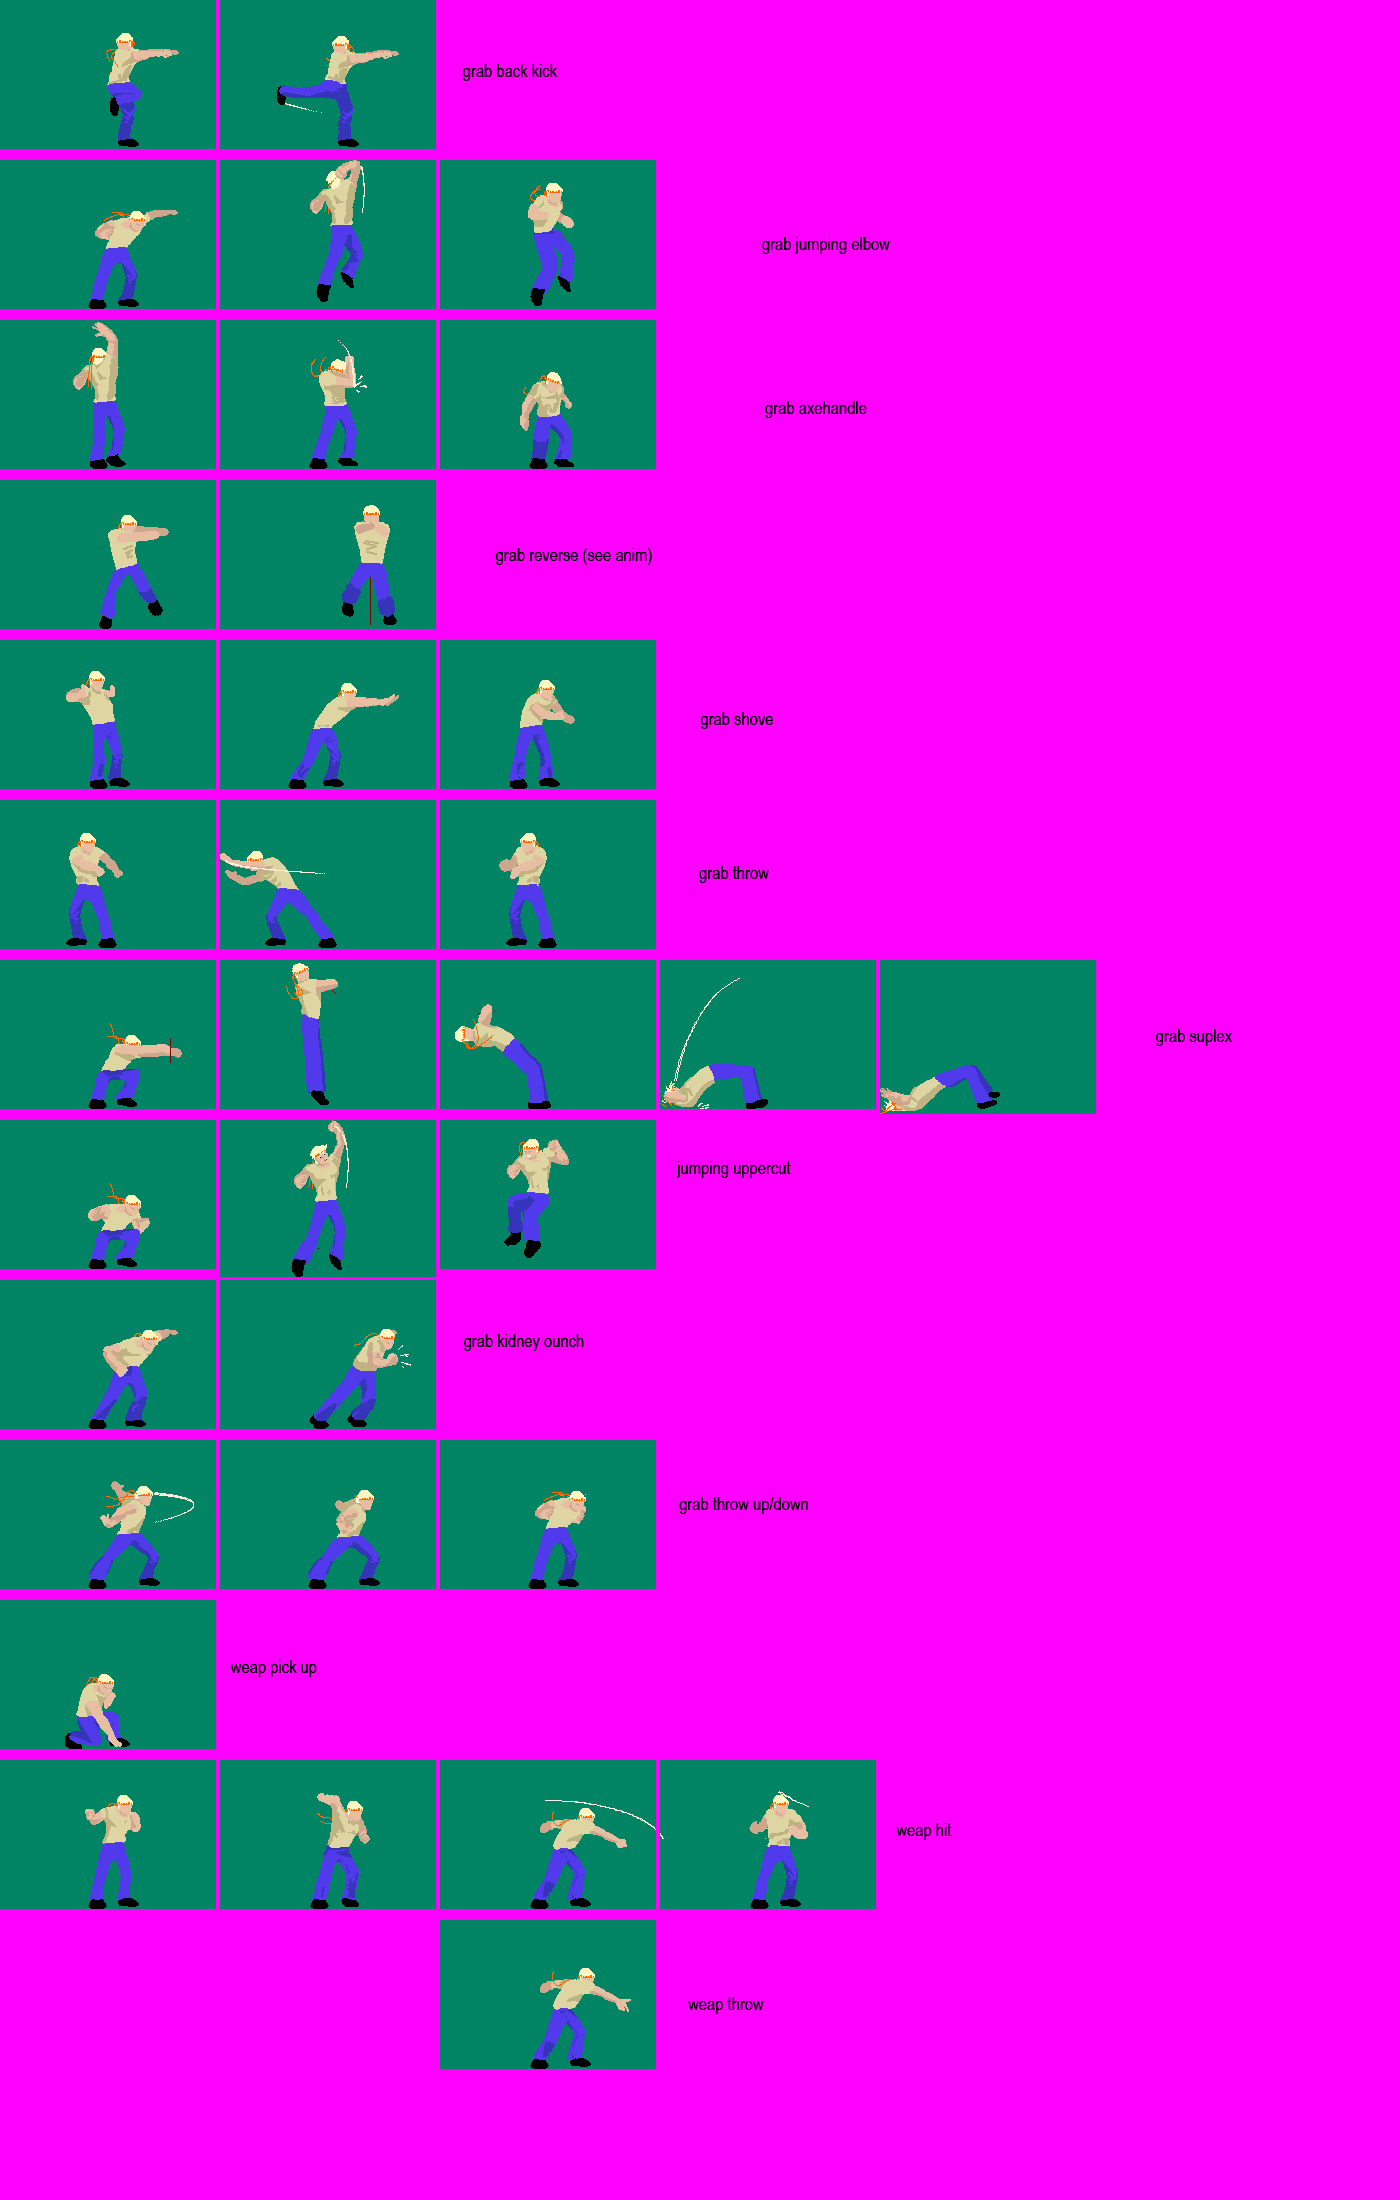 grab back kick
grab jumping elbow
grab axehandle
grab reverse (see anim)
grab shove
grab throw
grab suplex
jumping uppercut
grab kidney ounch
grab throw up/down
weap pick up
weap hit
weap throw